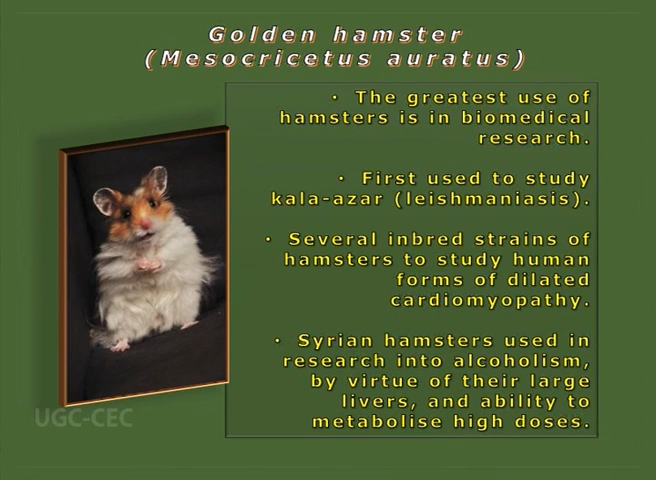 Golden hamster
(Mesocricetus auratus)
• The greatest use of
hamsters is in biomedical
research.
• First used to study
kala-azar (leishmaniasis).
• Several inbred strains of
hamsters to study human
forms of dilated
cardiomyopathy.
• Syrian hamsters used in
research into alcoholism,
by virtue of their large
livers, and ability to
metabolise high doses.
UGC-CEC